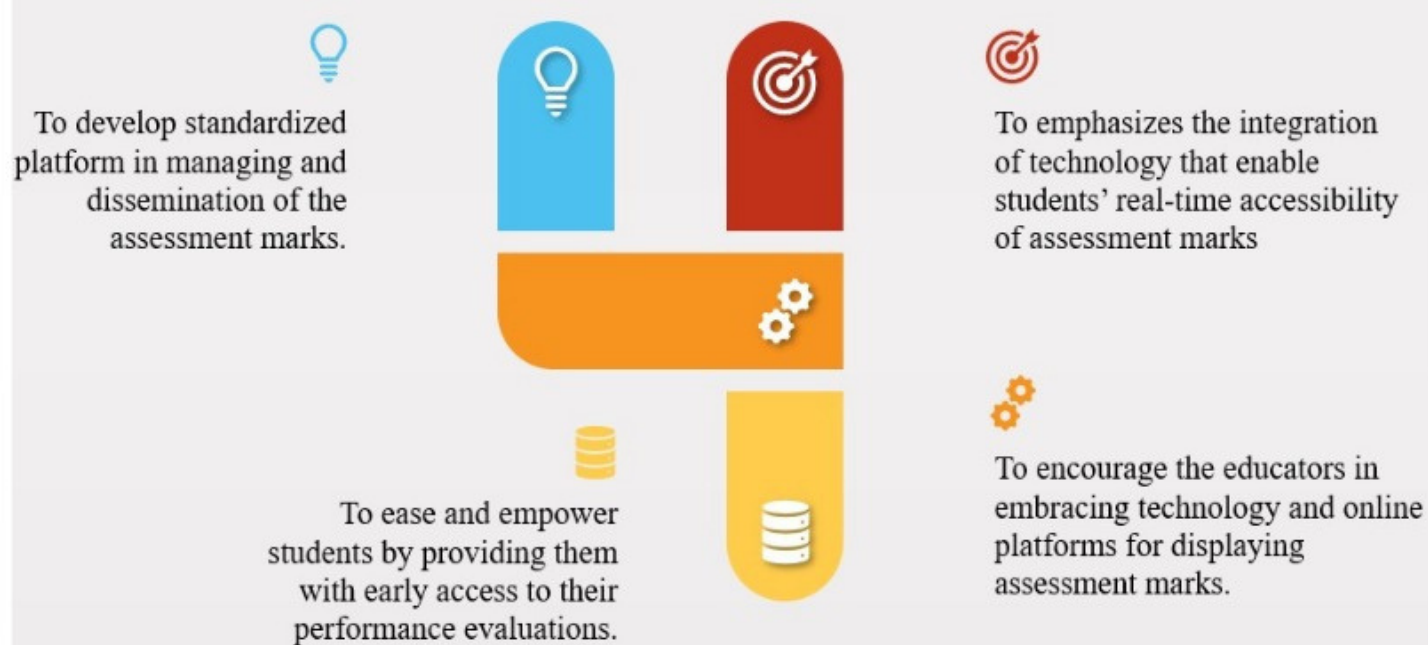 To develop standardized
platform in managing and
dissemination of the
assessment marks.
To emphasizes the integration
of technology that enable
students’ real-time accessibility
of assessment marks
To ease and empower
students by providing them
with early access to their
performance evaluations.
To encourage the educators in
embracing technology and online
platforms for displaying
assessment marks.